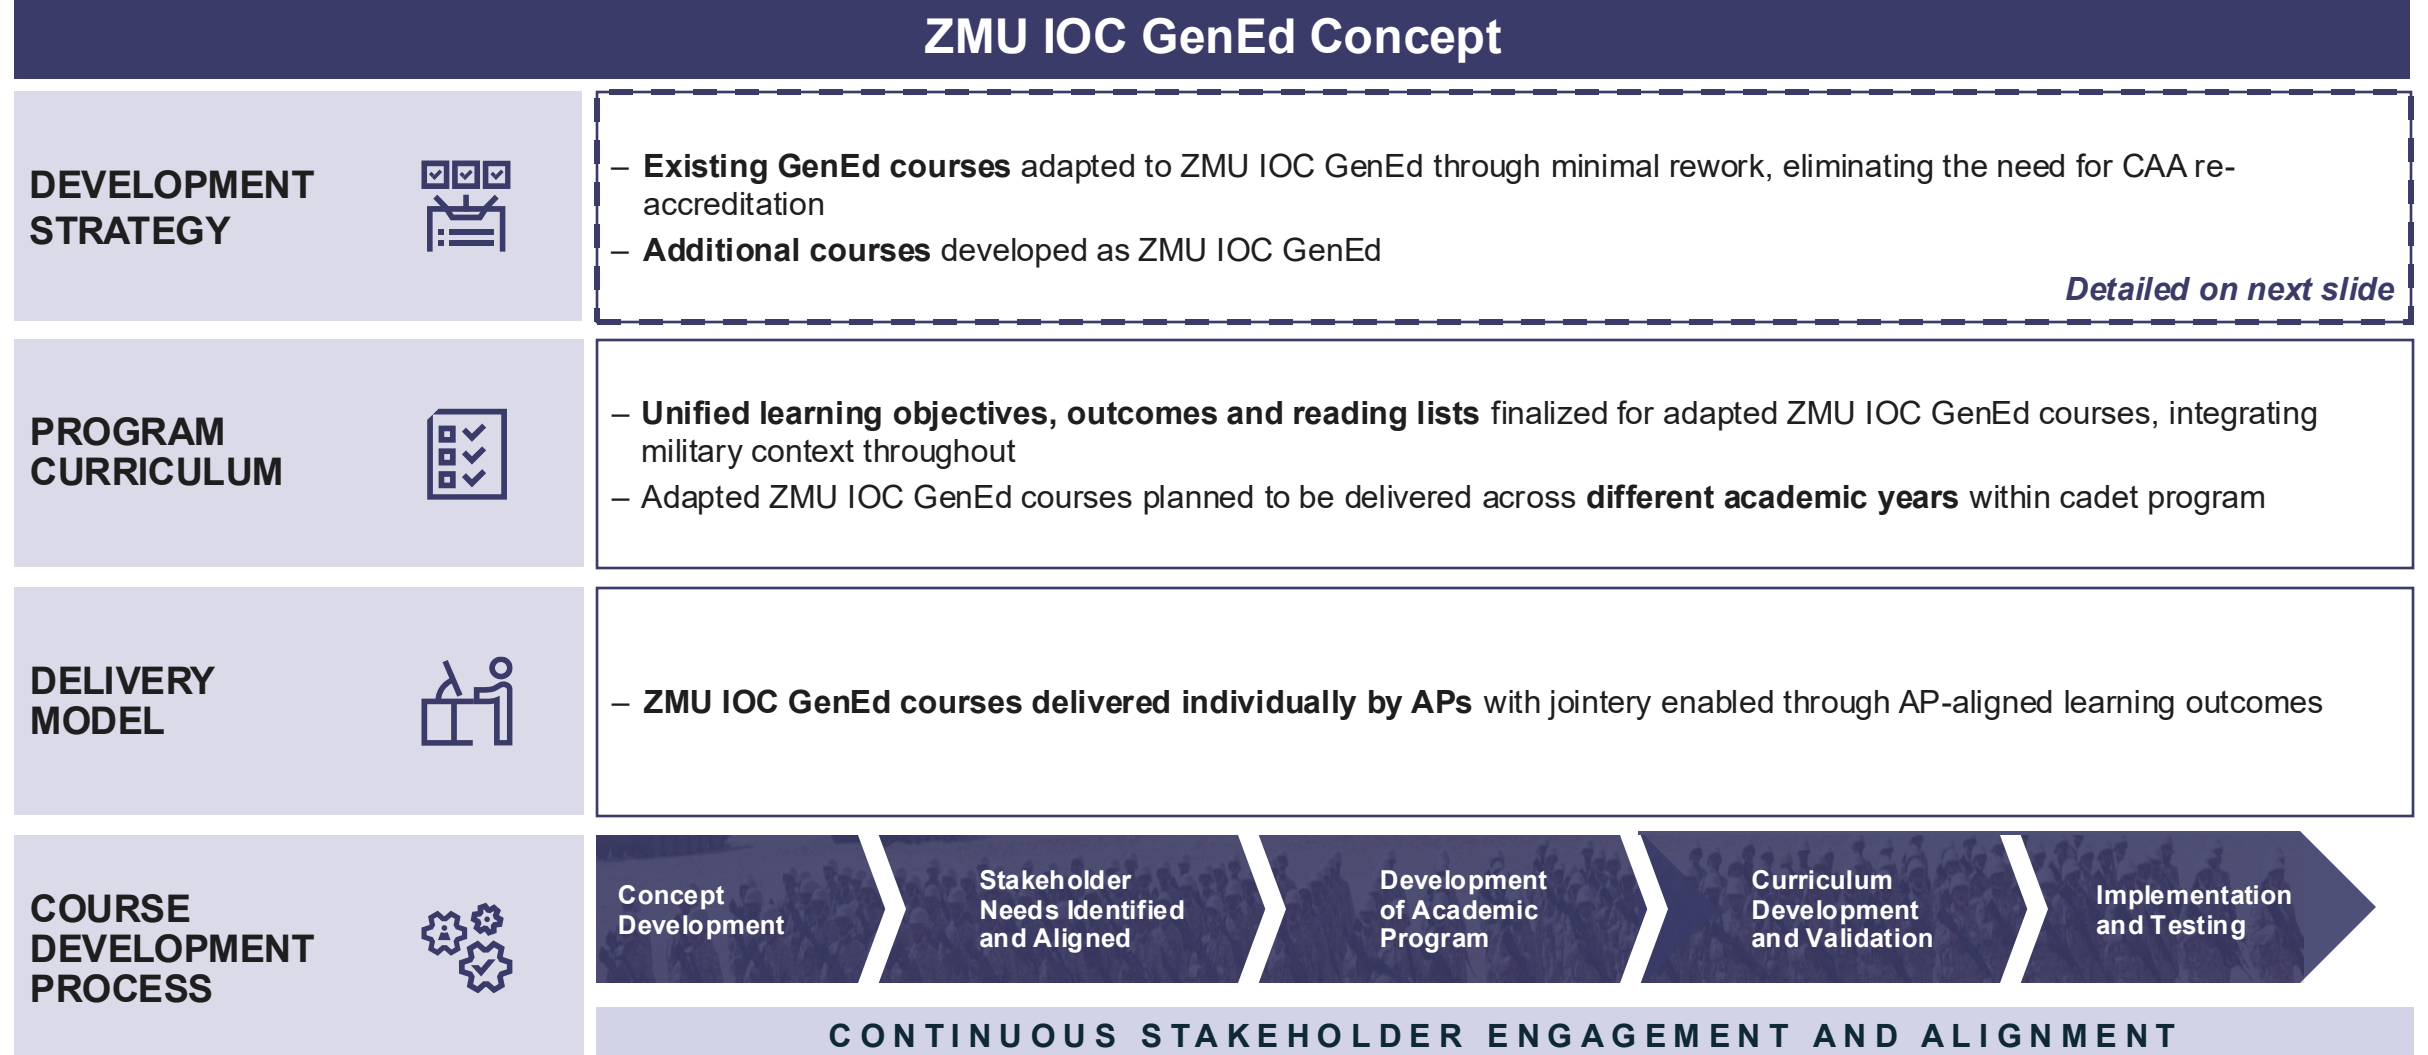 ZMU IOC GenEd Concept
DEVELOPMENT
STRATEGY
– Existing GenEd courses adapted to ZMU IOC GenEd through minimal rework, eliminating the need for CAA re-
accreditation
– Additional courses developed as ZMU IOC GenEd
Detailed on next slide
PROGRAM
CURRICULUM
– Unified learning objectives, outcomes and reading lists finalized for adapted ZMU IOC GenEd courses, integrating
military context throughout
– Adapted ZMU IOC GenEd courses planned to be delivered across different academic years within cadet program
DELIVERY
MODEL
– ZMU IOC GenEd courses delivered individually by APs with jointery enabled through AP-aligned learning outcomes
COURSE
DEVELOPMENT
PROCESS
Concept
Development
Stakeholder
Needs Identified
and Aligned
Development
of Academic
Program
Curriculum
Development
and Validation
Implementation
and Testing
CONTINUOUS STAKEHOLDER ENGAGEMENT AND ALIGNMENT